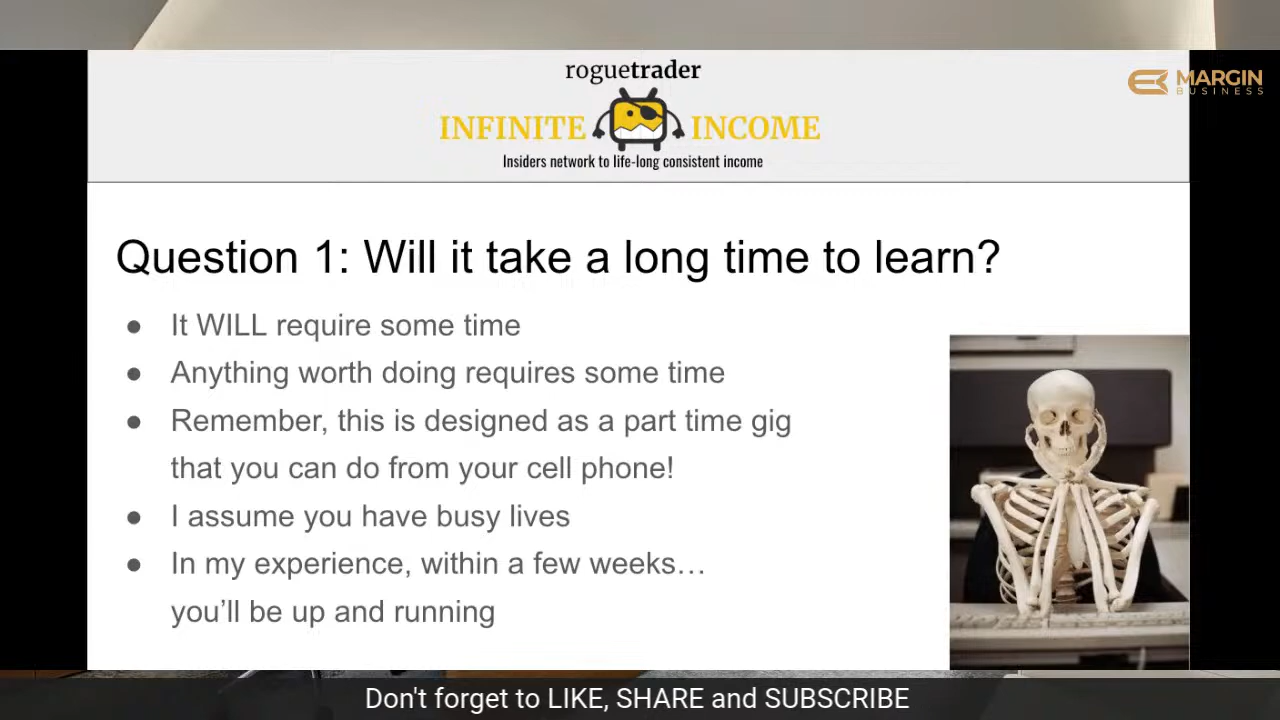 roguetrader
INFINITE INCOME
Insiders network to life-long consistent income
MARGIN
BUSINESS
Question 1: Will it take a long time to learn?
● It WILL require some time
● Anything worth doing requires some time
● Remember, this is designed as a part time gig
that you can do from your cell phone!
● I assume you have busy lives
● In my experience, within a few weeks…
you’ll be up and running
Don't forget to LIKE, SHARE and SUBSCRIBE